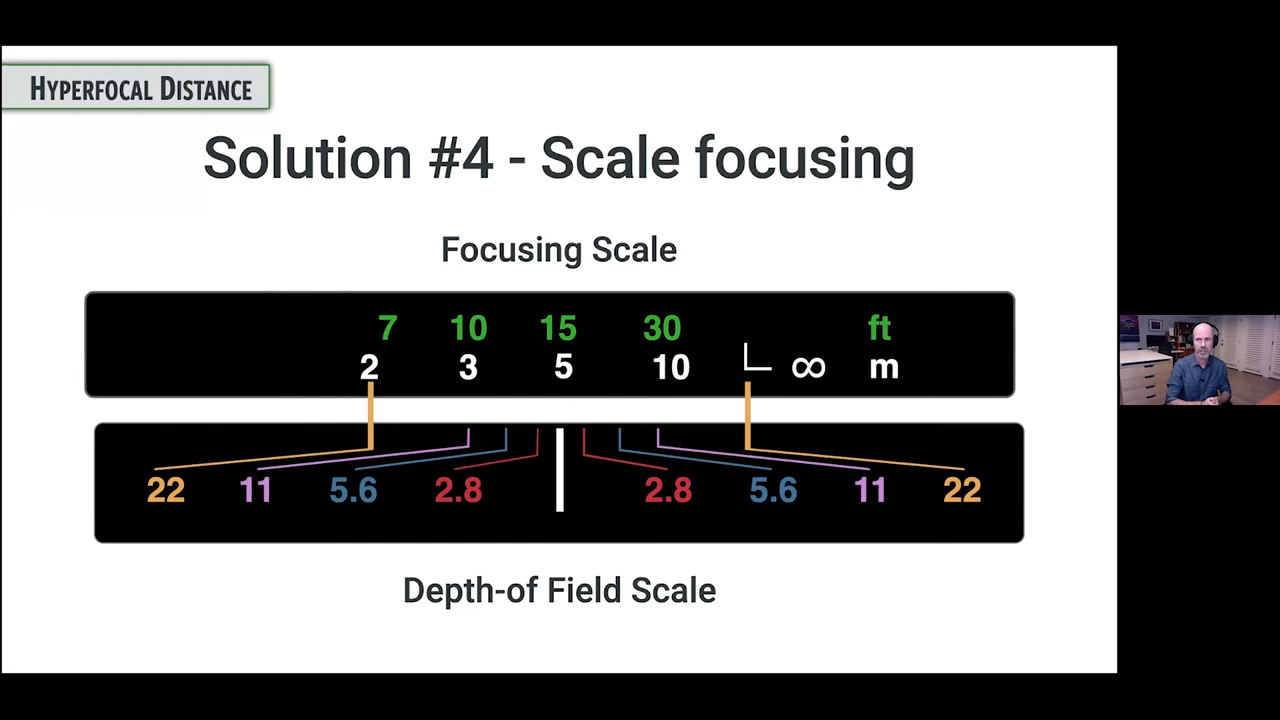 HYPERFOCAL DISTANCE
Solution #4 - Scale focusing
Focusing Scale
7 10 15 30 ft
2 3 5 10 ∞ m
22 11 5.6 2.8 2.8 5.6 11 22
Depth-of Field Scale